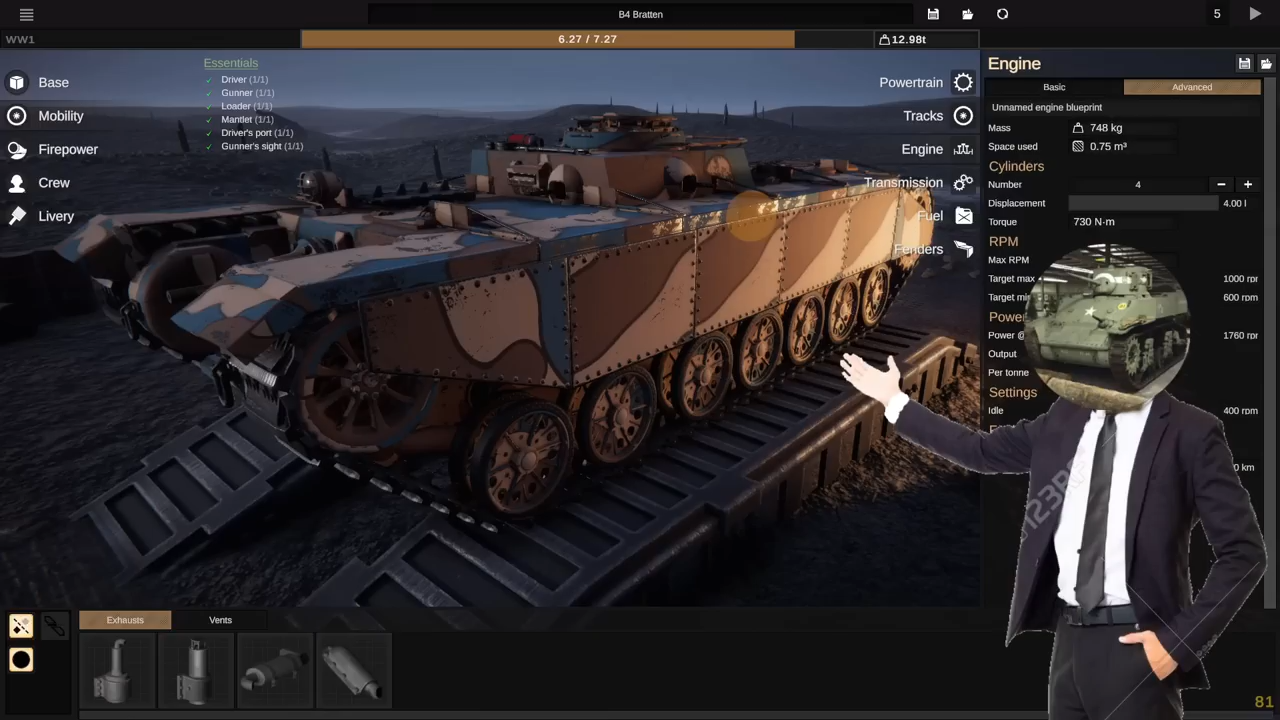 B4 Bratten
5
WW1
6.27 / 7.27
12.98t
Essentials
Driver (1/1)
Gunner (1/1)
Loader (1/1)
Mantlet (1/1)
Driver's port (1/1)
Gunner's sight (1/1)
Base
Mobility
Firepower
Crew
Livery
Powertrain
Tracks
Engine
Transmission
Fuel
Fenders
Engine
Basic
Advanced
Unnamed engine blueprint
Mass 748 kg
Space used 0.75 m³
Cylinders
Number 4
Displacement 4.00 l
Torque 730 N·m
RPM
Max RPM
Target max 1000
Target min 600 rpm
Power @ 1760
Output
Per tonne
Settings
Idle 400 rpm
km
Exhausts
Vents
81